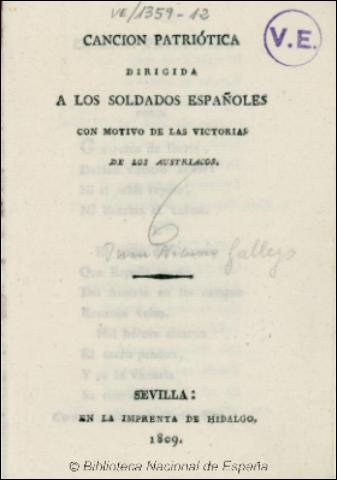 VE/1359-12
V.E.
CANCION PATRIÓTICA
DIRIGIDA
A LOS SOLDADOS ESPAÑOLES
CON MOTIVO DE LAS VICTORIAS
DE LOS AUSTRIACOS.
6
Juan Nicasio Gallego
SEVILLA:
EN LA IMPRENTA DE HIDALGO,
1809.
© Biblioteca Nacional de España